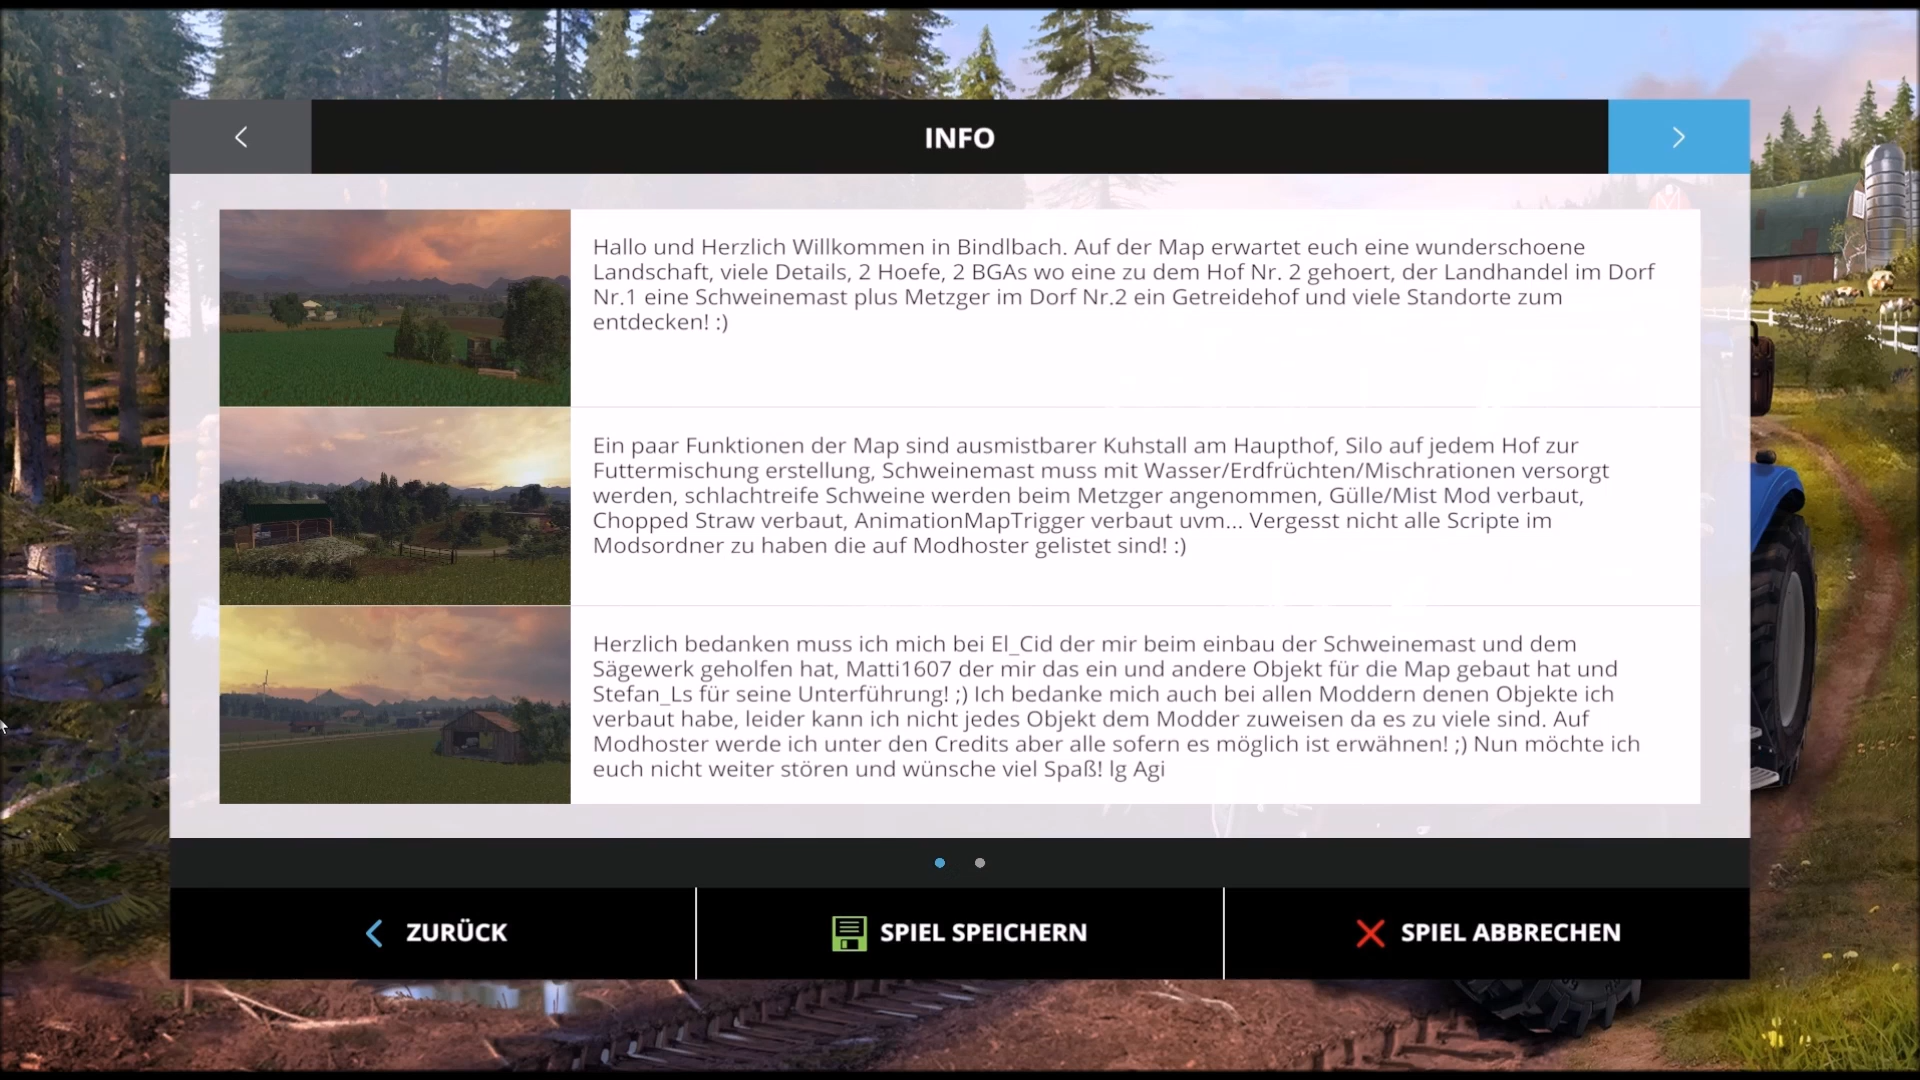 INFO
Hallo und Herzlich Willkommen in Bindlbach. Auf der Map erwartet euch eine wunderschoene
Landschaft, viele Details, 2 Hoefe, 2 BGAs wo eine zu dem Hof Nr. 2 gehoert, der Landhandel im Dorf
Nr.1 eine Schweinemast plus Metzger im Dorf Nr.2 ein Getreidehof und viele Standorte zum
entdecken! :)
Ein paar Funktionen der Map sind ausmistbarer Kuhstall am Haupthof, Silo auf jedem Hof zur
Futtermischung erstellung, Schweinemast muss mit Wasser/Erdfrüchten/Mischrationen versorgt
werden, schlachtreife Schweine werden beim Metzger angenommen, Gülle/Mist Mod verbaut,
Chopped Straw verbaut, AnimationMapTrigger verbaut uvm... Vergesst nicht alle Scripte im
Modsordner zu haben die auf Modhoster gelistet sind! :)
Herzlich bedanken muss ich mich bei El_Cid der mir beim einbau der Schweinemast und dem
Sägewerk geholfen hat, Matti1607 der mir das ein und andere Objekt für die Map gebaut hat und
Stefan_Ls für seine Unterführung! ;) Ich bedanke mich auch bei allen Moddern denen Objekte ich
verbaut habe, leider kann ich nicht jedes Objekt dem Modder zuweisen da es zu viele sind. Auf
Modhoster werde ich unter den Credits aber alle sofern es möglich ist erwähnen! ;) Nun möchte ich
euch nicht weiter stören und wünsche viel Spaß! lg Agi
ZURÜCK
SPIEL SPEICHERN
SPIEL ABBRECHEN